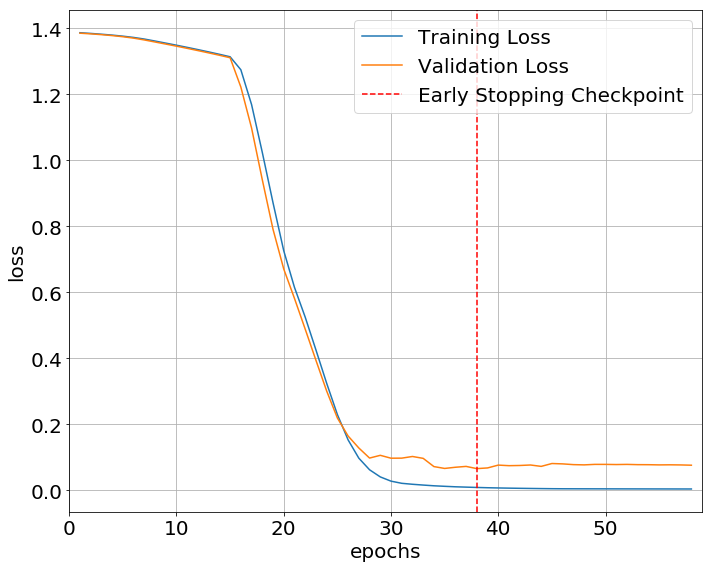 1.4
1.2
1.0
0.8
0.6
0.4
0.2
0.0
loss
Training Loss
Validation Loss
Early Stopping Checkpoint
0 10 20 30 40 50
epochs